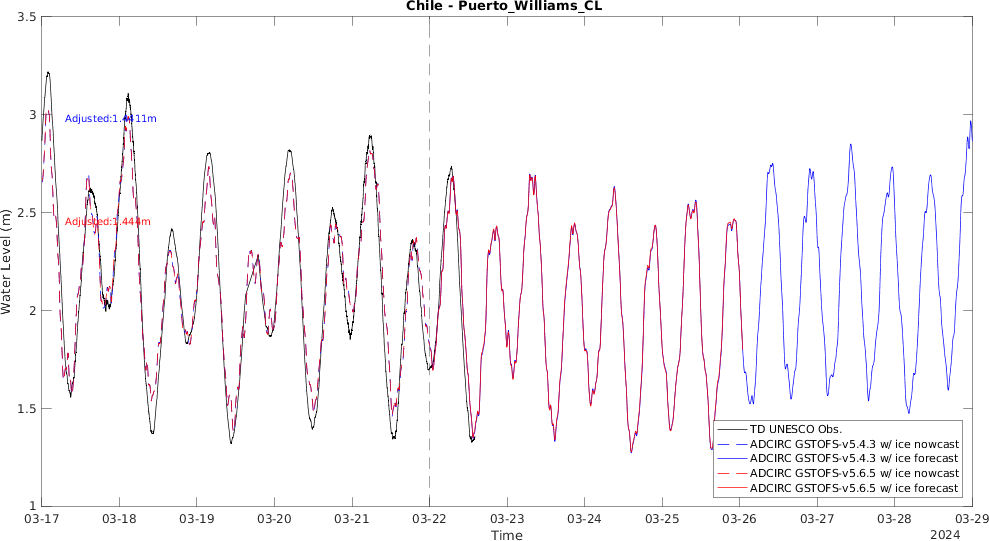 Chile - Puerto_Williams_CL
3.5
3
2.5
2
1.5
1
Water Level (m)
Adjusted:1.4411m
Adjusted:1.444m
TD UNESCO Obs.
ADCIRC GSTOFS-v5.4.3 w/ ice nowcast
ADCIRC GSTOFS-v5.4.3 w/ ice forecast
ADCIRC GSTOFS-v5.6.5 w/ ice nowcast
ADCIRC GSTOFS-v5.6.5 w/ ice forecast
03-17 03-18 03-19 03-20 03-21 03-22 03-23 03-24 03-25 03-26 03-27 03-28 03-29
Time
2024